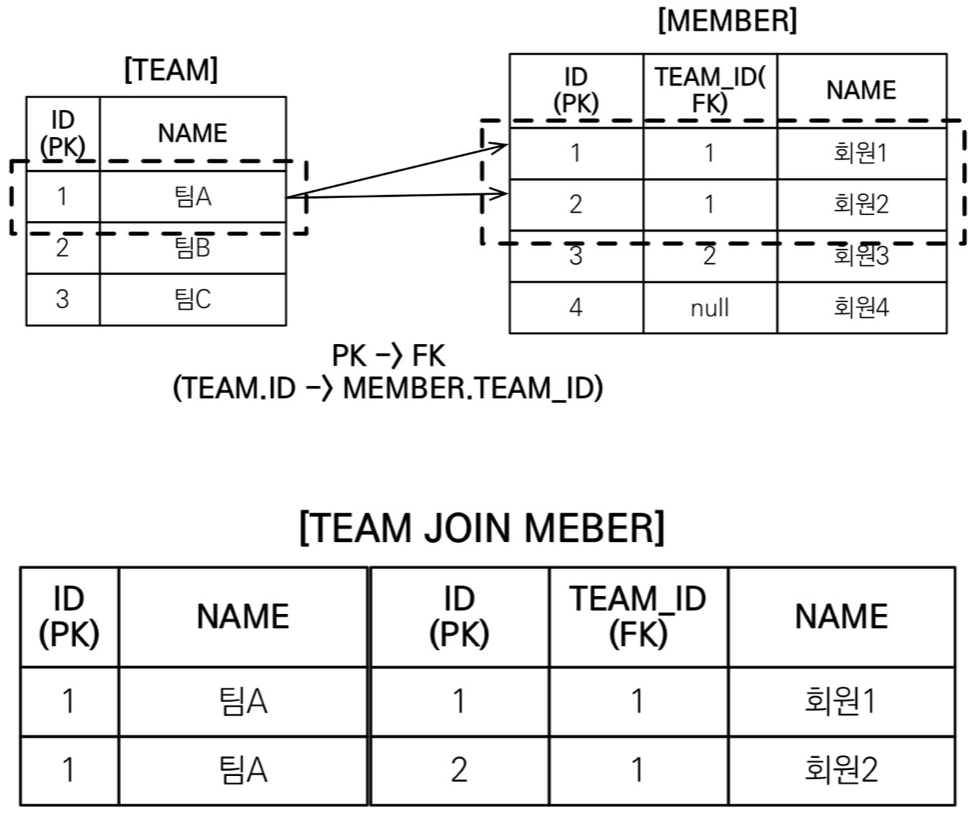 [TEAM]
ID
(PK)
NAME
1 팀A
2 팀B
3 팀C
[MEMBER]
ID
(PK)
TEAM_ID(
FK)
NAME
1 1 회원1
2 1 회원2
3 2 회원3
4 null 회원4
PK -> FK
(TEAM.ID -> MEMBER.TEAM_ID)
[TEAM JOIN MEBER]
ID
(PK)
NAME
ID
(PK)
TEAM_ID
(FK)
NAME
1 팀A 1 1 회원1
1 팀A 2 1 회원2